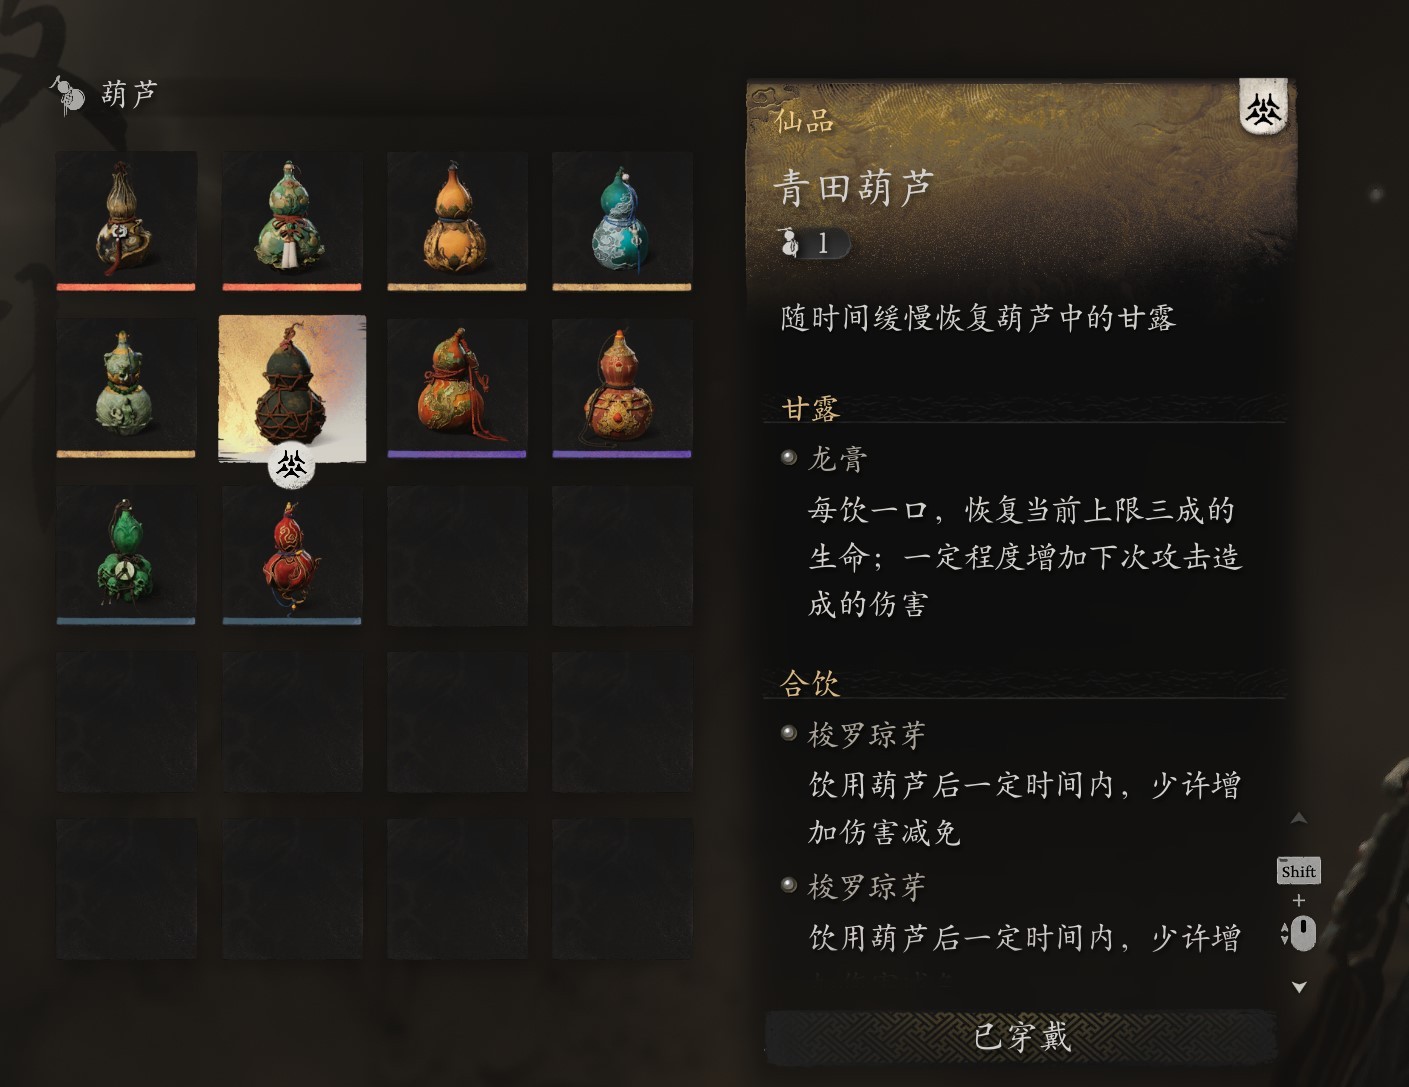 葫芦
仙品
青田葫芦
1
随时间缓慢恢复葫芦中的甘露
甘露
龙膏
每饮一口，恢复当前上限三成的
生命；一定程度增加下次攻击造
成的伤害
合饮
梭罗琼芽
饮用葫芦后一定时间内，少许增
加伤害减免
梭罗琼芽
饮用葫芦后一定时间内，少许增
Shift
+
已穿戴